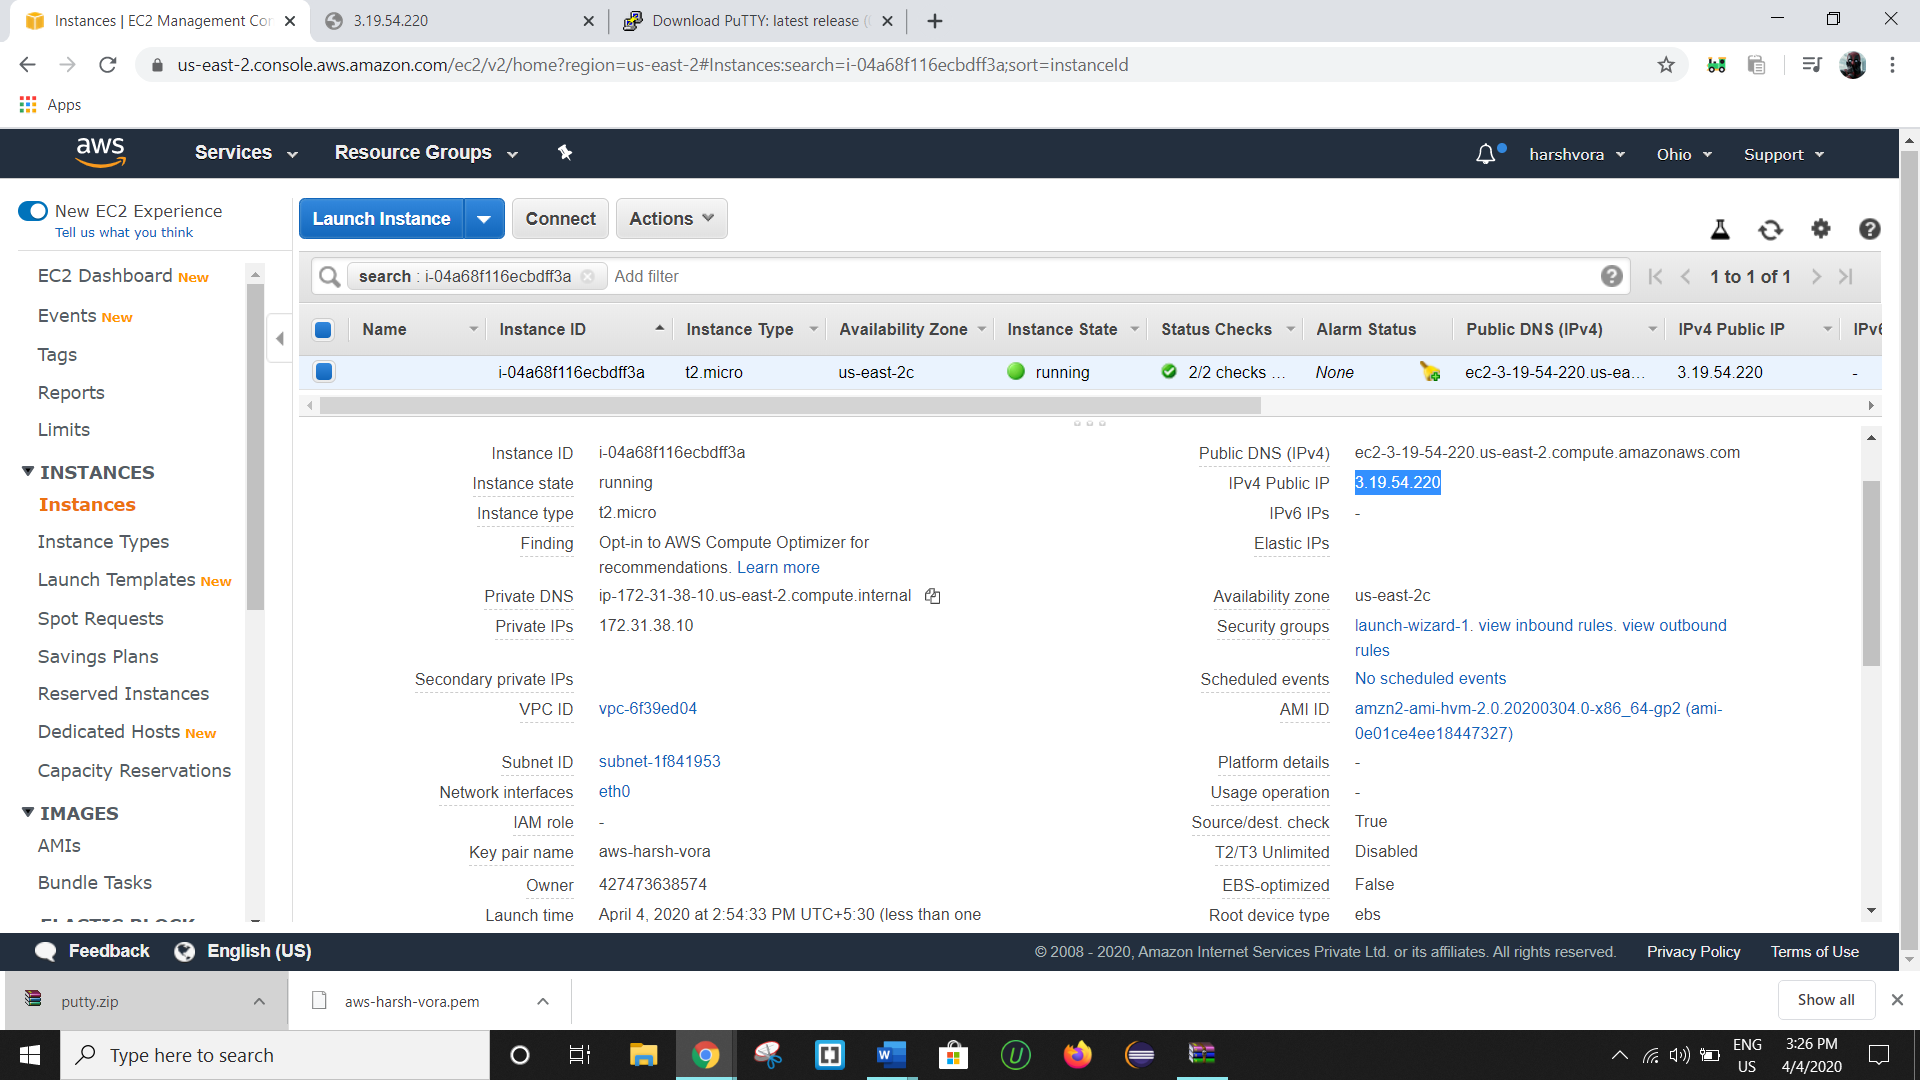 Instances | EC2 Management Con
3.19.54.220
Download PuTTY: latest release (
us-east-2.console.aws.amazon.com/ec2/v2/home?region=us-east-2#Instances:search=i-04a68f116ecbdff3a;sort=instanceId
Apps
aws
Services
Resource Groups
harshvora
Ohio
Support
New EC2 Experience
Tell us what you think
EC2 Dashboard New
Events New
Tags
Reports
Limits
INSTANCES
Instances
Instance Types
Launch Templates New
Spot Requests
Savings Plans
Reserved Instances
Dedicated Hosts New
Capacity Reservations
IMAGES
AMIs
Bundle Tasks
ELASTIC BLOCK
Launch Instance
Connect
Actions
search : i-04a68f116ecbdff3a
Add filter
1 to 1 of 1
Name Instance ID Instance Type Availability Zone Instance State Status Checks Alarm Status Public DNS (IPv4) IPv4 Public IP IPv6
i-04a68f116ecbdff3a t2.micro us-east-2c running 2/2 checks ... None ec2-3-19-54-220.us-ea... 3.19.54.220 -
Instance ID i-04a68f116ecbdff3a
Instance state running
Instance type t2.micro
Finding Opt-in to AWS Compute Optimizer for
recommendations. Learn more
Private DNS ip-172-31-38-10.us-east-2.compute.internal
Private IPs 172.31.38.10
Secondary private IPs
VPC ID vpc-6f39ed04
Subnet ID subnet-1f841953
Network interfaces eth0
IAM role -
Key pair name aws-harsh-vora
Owner 427473638574
Launch time April 4, 2020 at 2:54:33 PM UTC+5:30 (less than one
Public DNS (IPv4) ec2-3-19-54-220.us-east-2.compute.amazonaws.com
IPv4 Public IP 3.19.54.220
IPv6 IPs -
Elastic IPs
Availability zone us-east-2c
Security groups launch-wizard-1. view inbound rules. view outbound
rules
Scheduled events No scheduled events
AMI ID amzn2-ami-hvm-2.0.20200304.0-x86_64-gp2 (ami-
0e01ce4ee18447327)
Platform details -
Usage operation -
Source/dest. check True
T2/T3 Unlimited Disabled
EBS-optimized False
Root device type ebs
Feedback
English (US)
© 2008 - 2020, Amazon Internet Services Private Ltd. or its affiliates. All rights reserved.
Privacy Policy
Terms of Use
putty.zip
aws-harsh-vora.pem
Show all
Type here to search
ENG
US
3:26 PM
4/4/2020